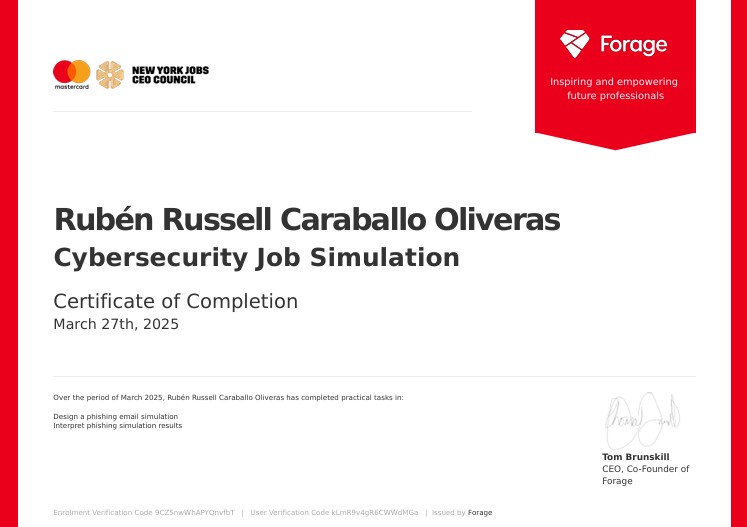 mastercard
NEW YORK JOBS
CEO COUNCIL
Forage
Inspiring and empowering
future professionals
Rubén Russell Caraballo Oliveras
Cybersecurity Job Simulation
Certificate of Completion
March 27th, 2025
Over the period of March 2025, Rubén Russell Caraballo Oliveras has completed practical tasks in:
Design a phishing email simulation
Interpret phishing simulation results
Tom Brunskill
CEO, Co-Founder of
Forage
Enrolment Verification Code 9CZ5nwWhAPYQnvfbT | User Verification Code kLmR9v4gR6CWWdMGa | Issued by Forage